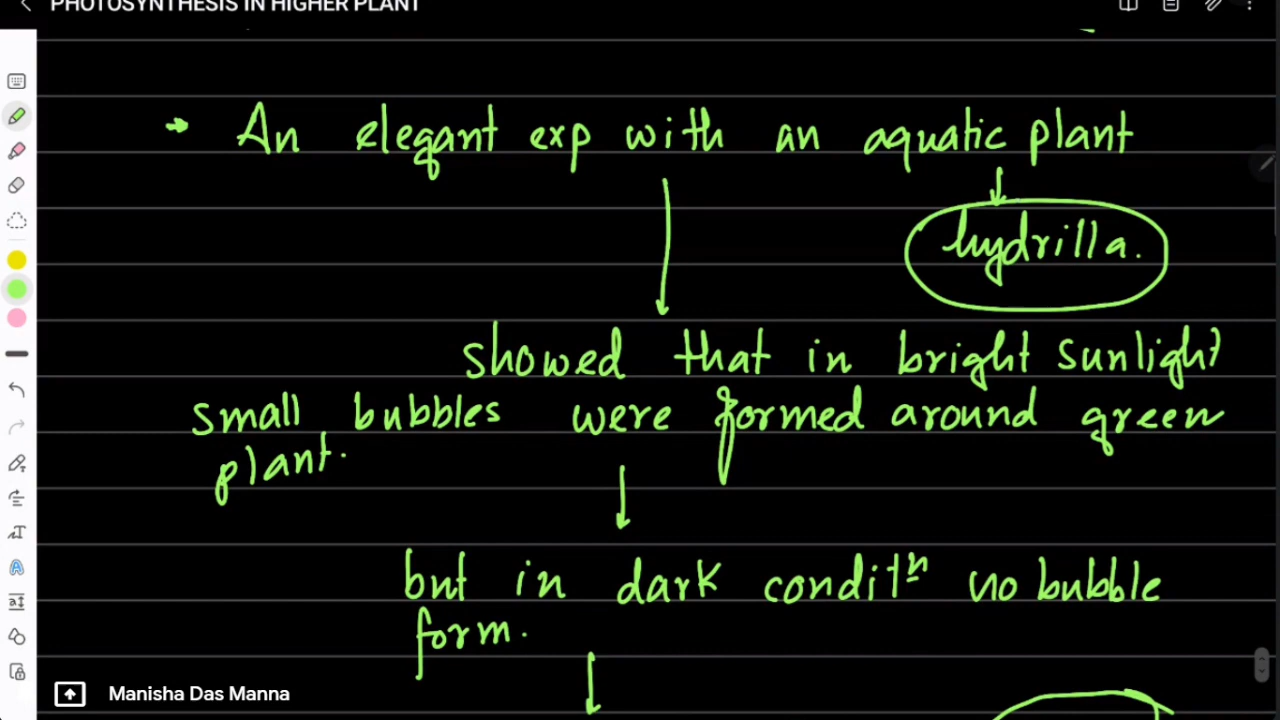 PHOTOSYNTHESIS IN HIGHER PLANT
An elegant exp with an aquatic plant
hydrilla.
showed that in bright sunlight
small bubbles were formed around green
plant.
but in dark conditⁿ no bubble
form.
Manisha Das Manna